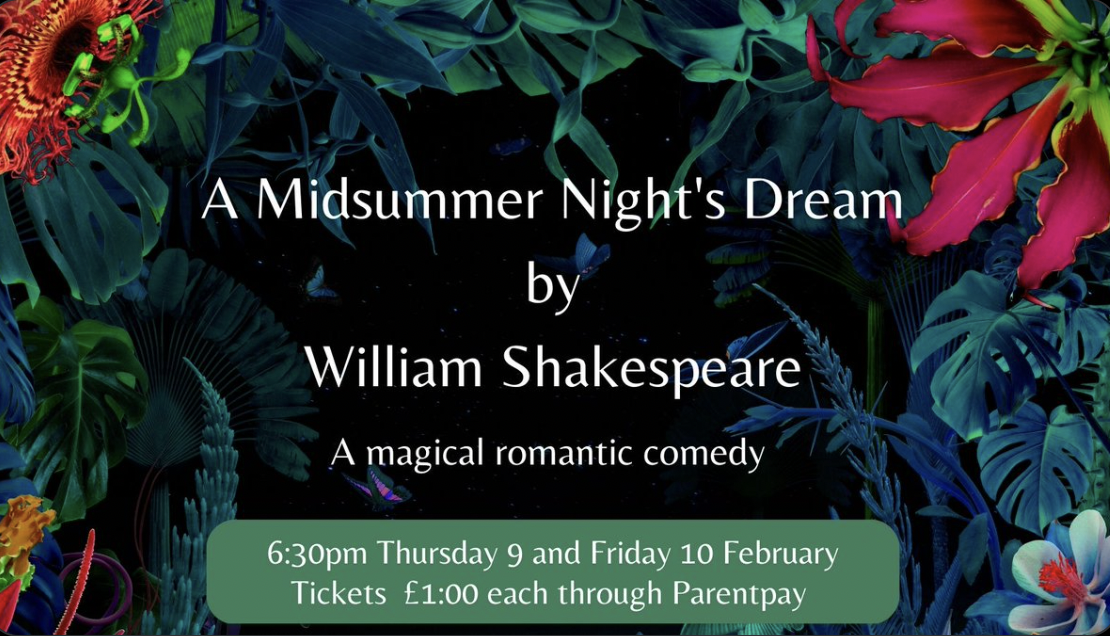 A Midsummer Night's Dream
by
William Shakespeare
A magical romantic comedy
6:30pm Thursday 9 and Friday 10 February
Tickets £1:00 each through Parentpay